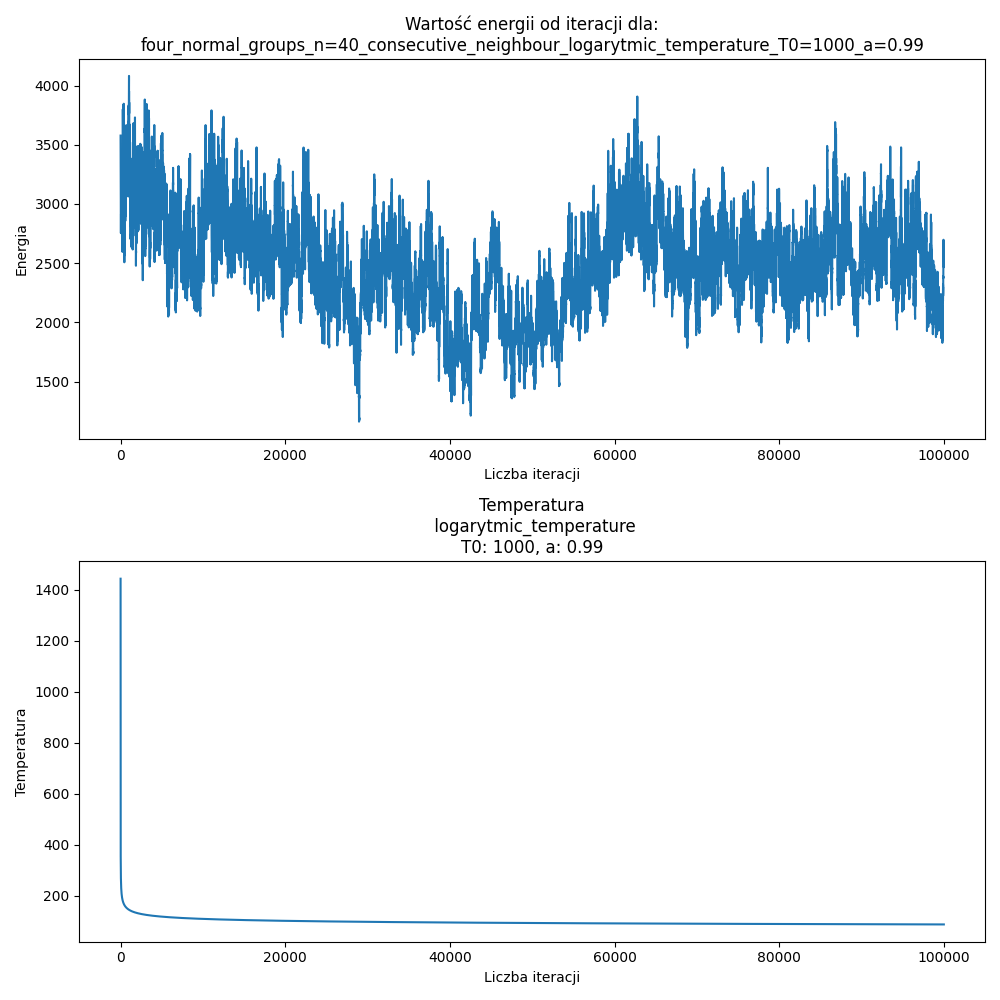 Wartość energii od iteracji dla:
four_normal_groups_n=40_consecutive_neighbour_logarytmic_temperature_T0=1000_a=0.99
4000
3500
3000
2500
2000
1500
Energia
0 20000 40000 60000 80000 100000
Liczba iteracji
Temperatura
logarytmic_temperature
T0: 1000, a: 0.99
1400
1200
1000
800
600
400
200
Temperatura
0 20000 40000 60000 80000 100000
Liczba iteracji